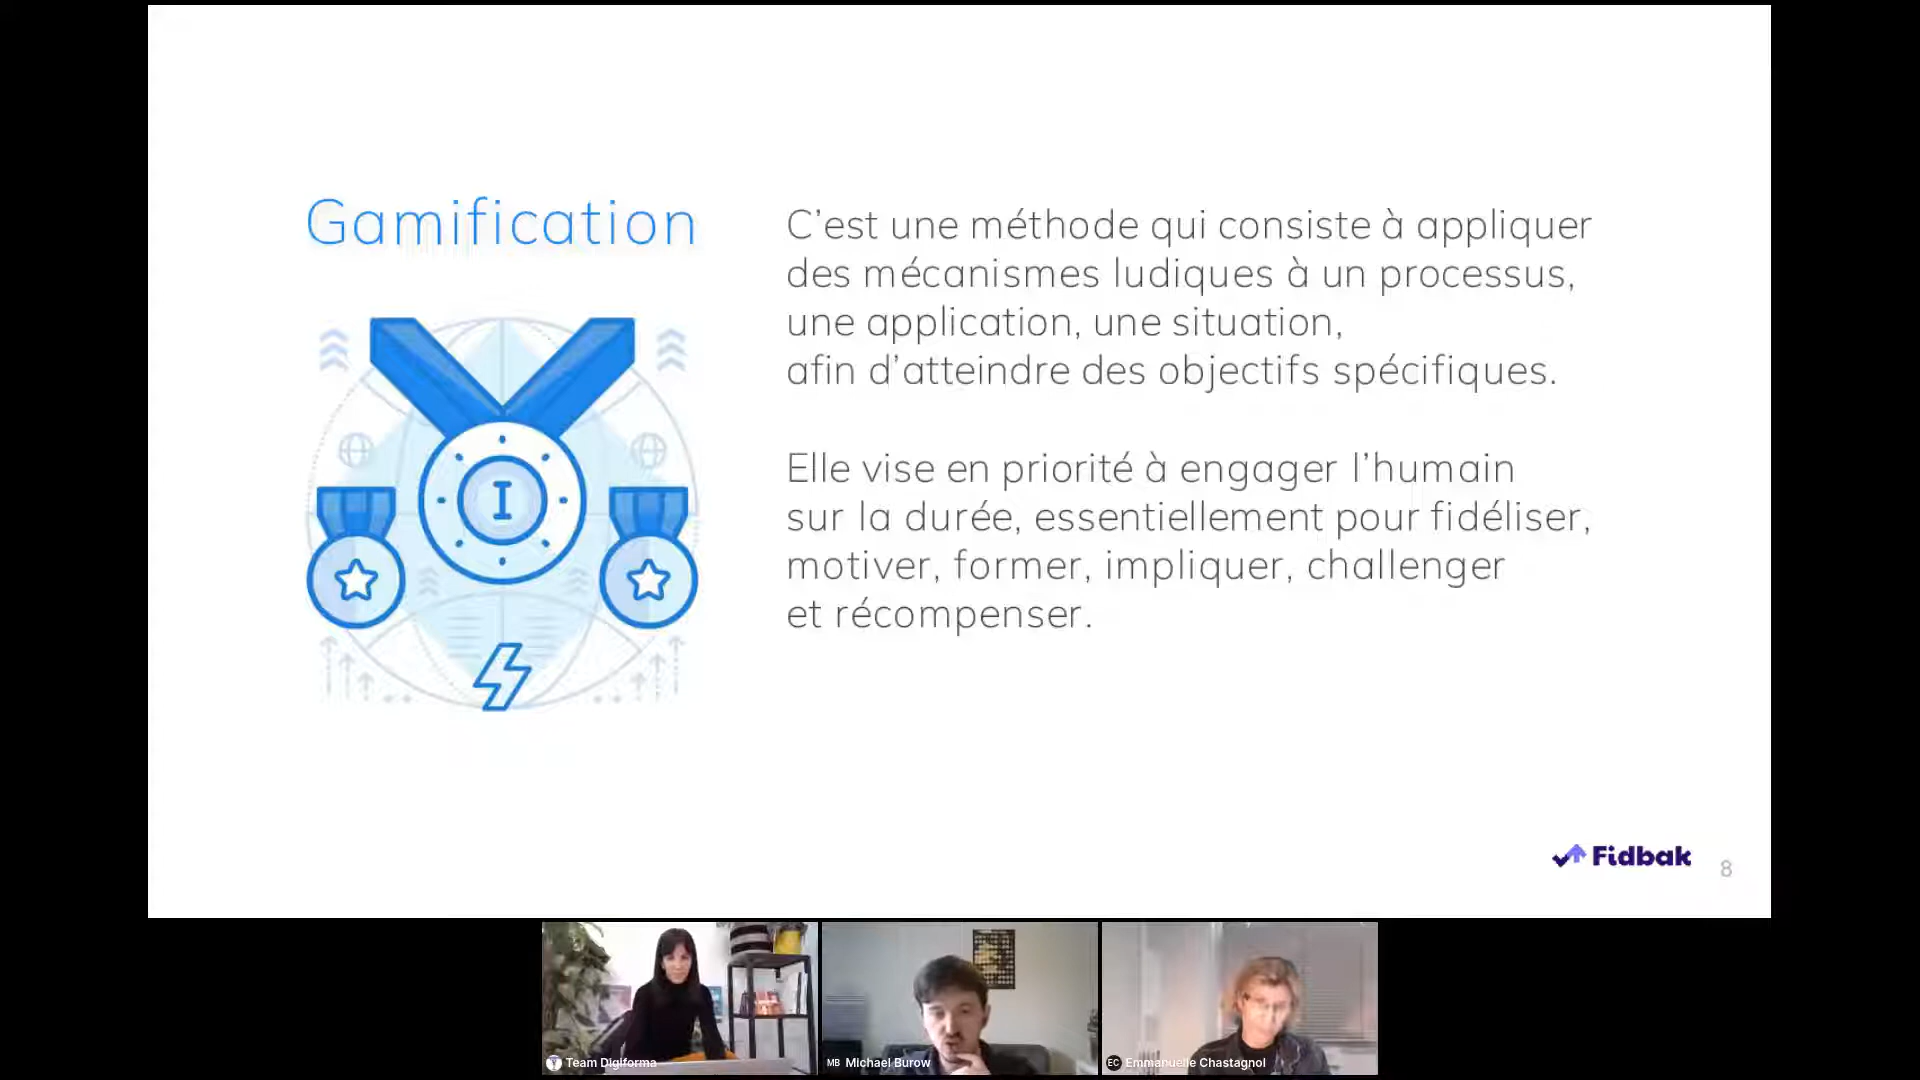 Gamification
C’est une méthode qui consiste à appliquer
des mécanismes ludiques à un processus,
une application, une situation,
afin d’atteindre des objectifs spécifiques.
Elle vise en priorité à engager l’humain
sur la durée, essentiellement pour fidéliser,
motiver, former, impliquer, challenger
et récompenser.
I
Fidbak
8
Team Digiforma
MB Michael Burow
EC Emmanuelle Chastagnol